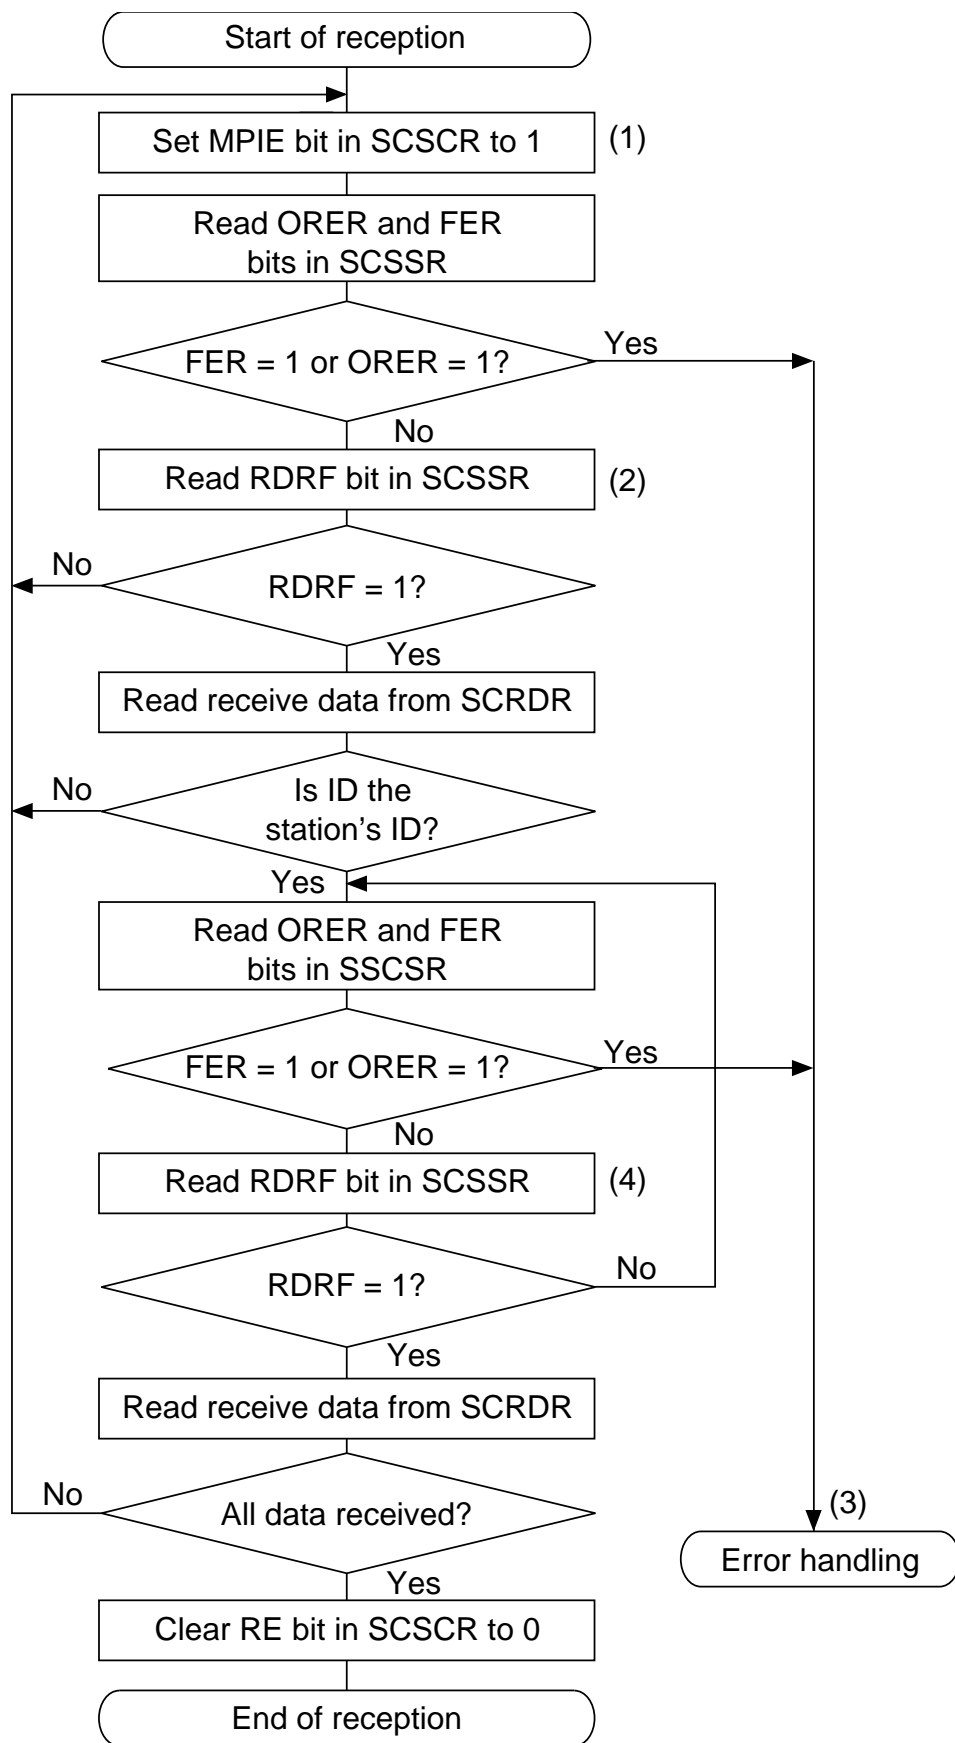 Start of reception
Set MPIE bit in SCSCR to 1
(1)
Read ORER and FER
bits in SCSSR
FER = 1 or ORER = 1?
Yes
No
Read RDRF bit in SCSSR
(2)
No
RDRF = 1?
Yes
Read receive data from SCRDR
No
Is ID the
station's ID?
Yes
Read ORER and FER
bits in SSCSR
FER = 1 or ORER = 1?
Yes
No
Read RDRF bit in SCSSR
(4)
RDRF = 1?
No
Yes
Read receive data from SCRDR
No
All data received?
(3)
Error handling
Yes
Clear RE bit in SCSCR to 0
End of reception